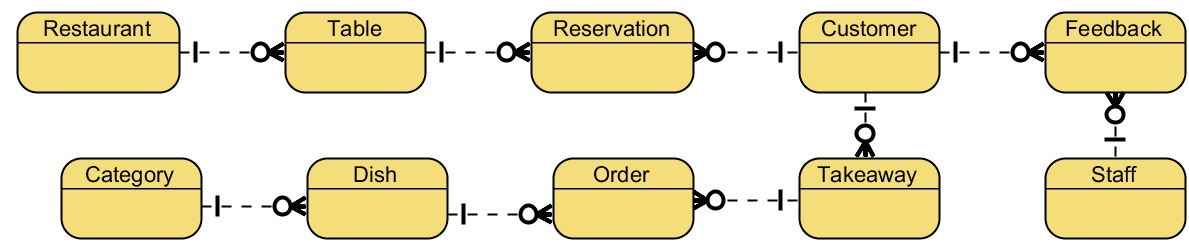 Restaurant
Table
Reservation
Customer
Feedback
Category
Dish
Order
Takeaway
Staff